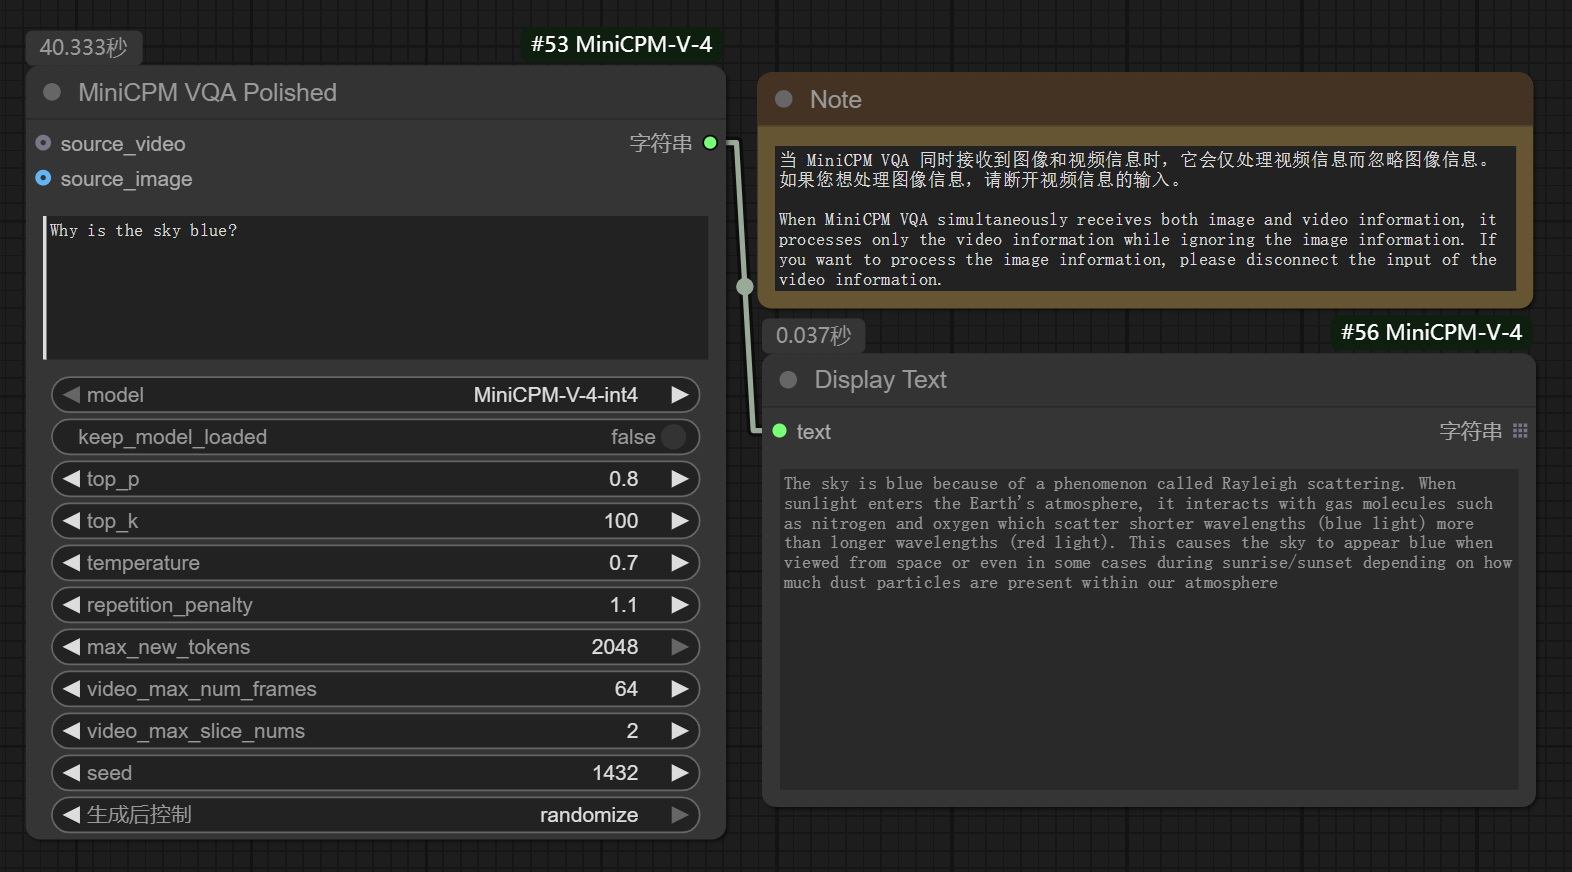 40.333秒
#53 MiniCPM-V-4
MiniCPM VQA Polished
source_video
字符串
source_image
Why is the sky blue?
model
MiniCPM-V-4-int4
keep_model_loaded
false
top_p
0.8
top_k
100
temperature
0.7
repetition_penalty
1.1
max_new_tokens
2048
video_max_num_frames
64
video_max_slice_nums
2
seed
1432
生成后控制
randomize
Note
当 MiniCPM VQA 同时接收到图像和视频信息时，它会仅处理视频信息而忽略图像信息。
如果您想处理图像信息，请断开视频信息的输入。
When MiniCPM VQA simultaneously receives both image and video information, it
processes only the video information while ignoring the image information. If
you want to process the image information, please disconnect the input of the
video information.
0.037秒
#56 MiniCPM-V-4
Display Text
text
字符串
The sky is blue because of a phenomenon called Rayleigh scattering. When
sunlight enters the Earth's atmosphere, it interacts with gas molecules such
as nitrogen and oxygen which scatter shorter wavelengths (blue light) more
than longer wavelengths (red light). This causes the sky to appear blue when
viewed from space or even in some cases during sunrise/sunset depending on how
much dust particles are present within our atmosphere